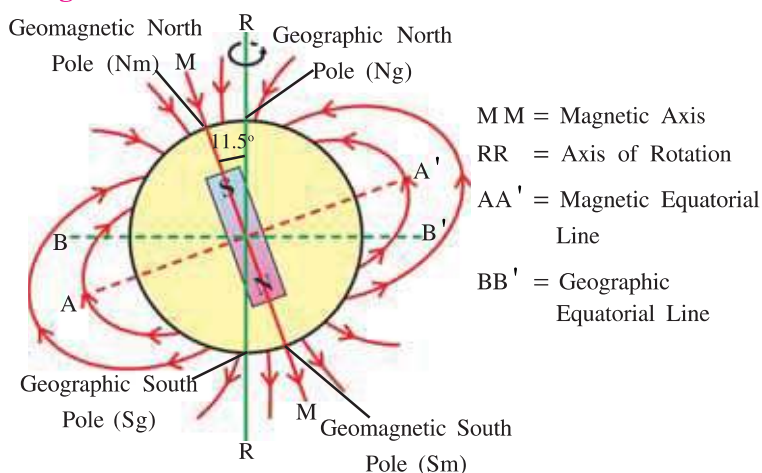 R
Geomagnetic North
Pole (Nm)
M
Geographic North
Pole (Ng)
11.5°
S
N
A'
B
B'
A
M M = Magnetic Axis
RR = Axis of Rotation
AA' = Magnetic Equatorial
Line
BB' = Geographic
Equatorial Line
Geographic South
Pole (Sg)
M
R
Geomagnetic South
Pole (Sm)